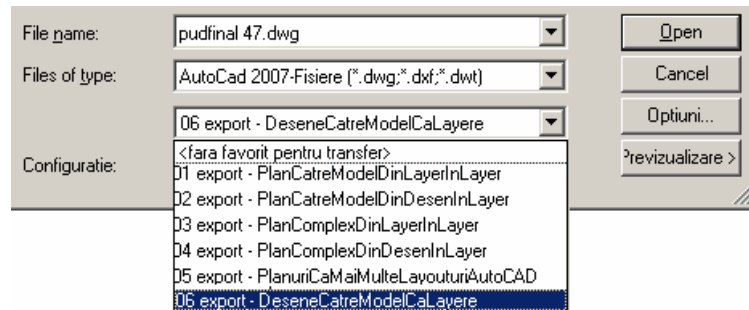 File name: pudfinal 47.dwg Open
Files of type: AutoCad 2007-Fisiere (*.dwg;*.dxf;*.dwt) Cancel
06 export - DeseneCatreModelCaLayere Optiuni...
Configuratie: <fara favorit pentru transfer> Previzualizare >
01 export - PlanCatreModelDinLayerInLayer
02 export - PlanCatreModelDinDesenInLayer
03 export - PlanComplexDinLayerInLayer
04 export - PlanComplexDinDesenInLayer
05 export - PlanuriCaMaiMulteLayouturiAutoCAD
06 export - DeseneCatreModelCaLayere